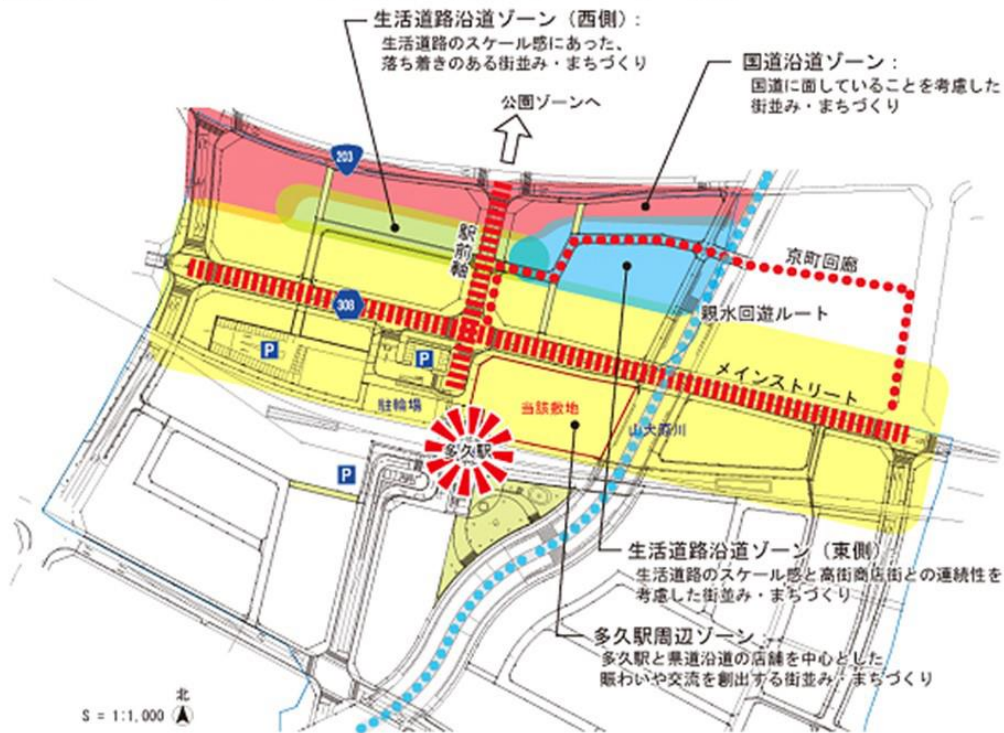 生活道路沿道ゾーン（西側）：
生活道路のスケール感にあった、
落ち着きのある街並み・まちづくり
国道沿道ゾーン：
国道に面していることを考慮した
街並み・まちづくり
公園ゾーンへ
203
駅前軸
京町回廊
308
親水回遊ルート
P
P
メインストリート
駐輪場
当該敷地
山犬原川
多久駅
P
生活道路沿道ゾーン（東側）
生活道路のスケール感と高街商店街との連続性を
考慮した街並み・まちづくり
多久駅周辺ゾーン：
多久駅と県道沿道の店舗を中心とした
賑わいや交流を創出する街並み・まちづくり
北
S = 1:1,000